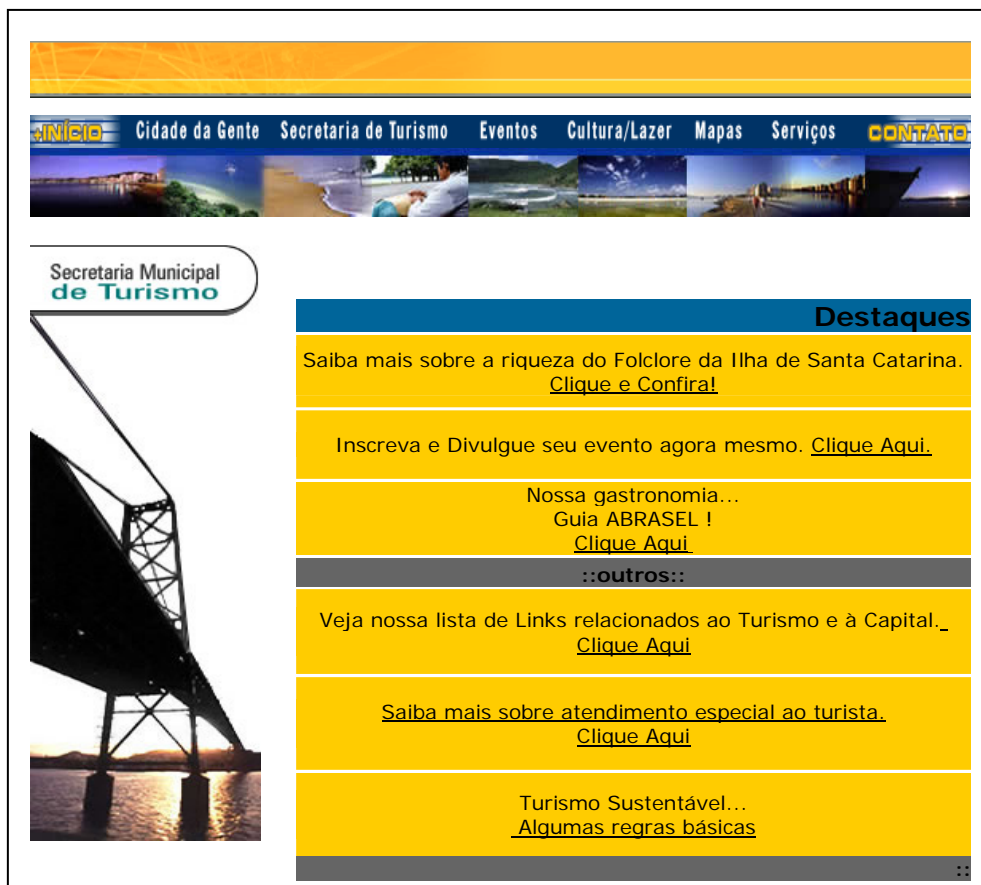 +INÍCIO Cidade da Gente Secretaria de Turismo Eventos Cultura/Lazer Mapas Serviços CONTATO
Secretaria Municipal
de Turismo
Destaques
Saiba mais sobre a riqueza do Folclore da Ilha de Santa Catarina.
Clique e Confira!
Inscreva e Divulgue seu evento agora mesmo. Clique Aqui.
Nossa gastronomia...
Guia ABRASEL !
Clique Aqui
::outros::
Veja nossa lista de Links relacionados ao Turismo e à Capital.
Clique Aqui
Saiba mais sobre atendimento especial ao turista.
Clique Aqui
Turismo Sustentável...
Algumas regras básicas
::